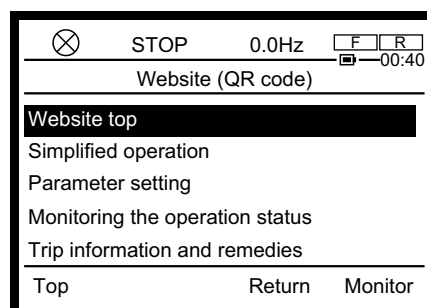 STOP 0.0Hz F R
00:40
Website (QR code)
Website top
Simplified operation
Parameter setting
Monitoring the operation status
Trip information and remedies
Top Return Monitor